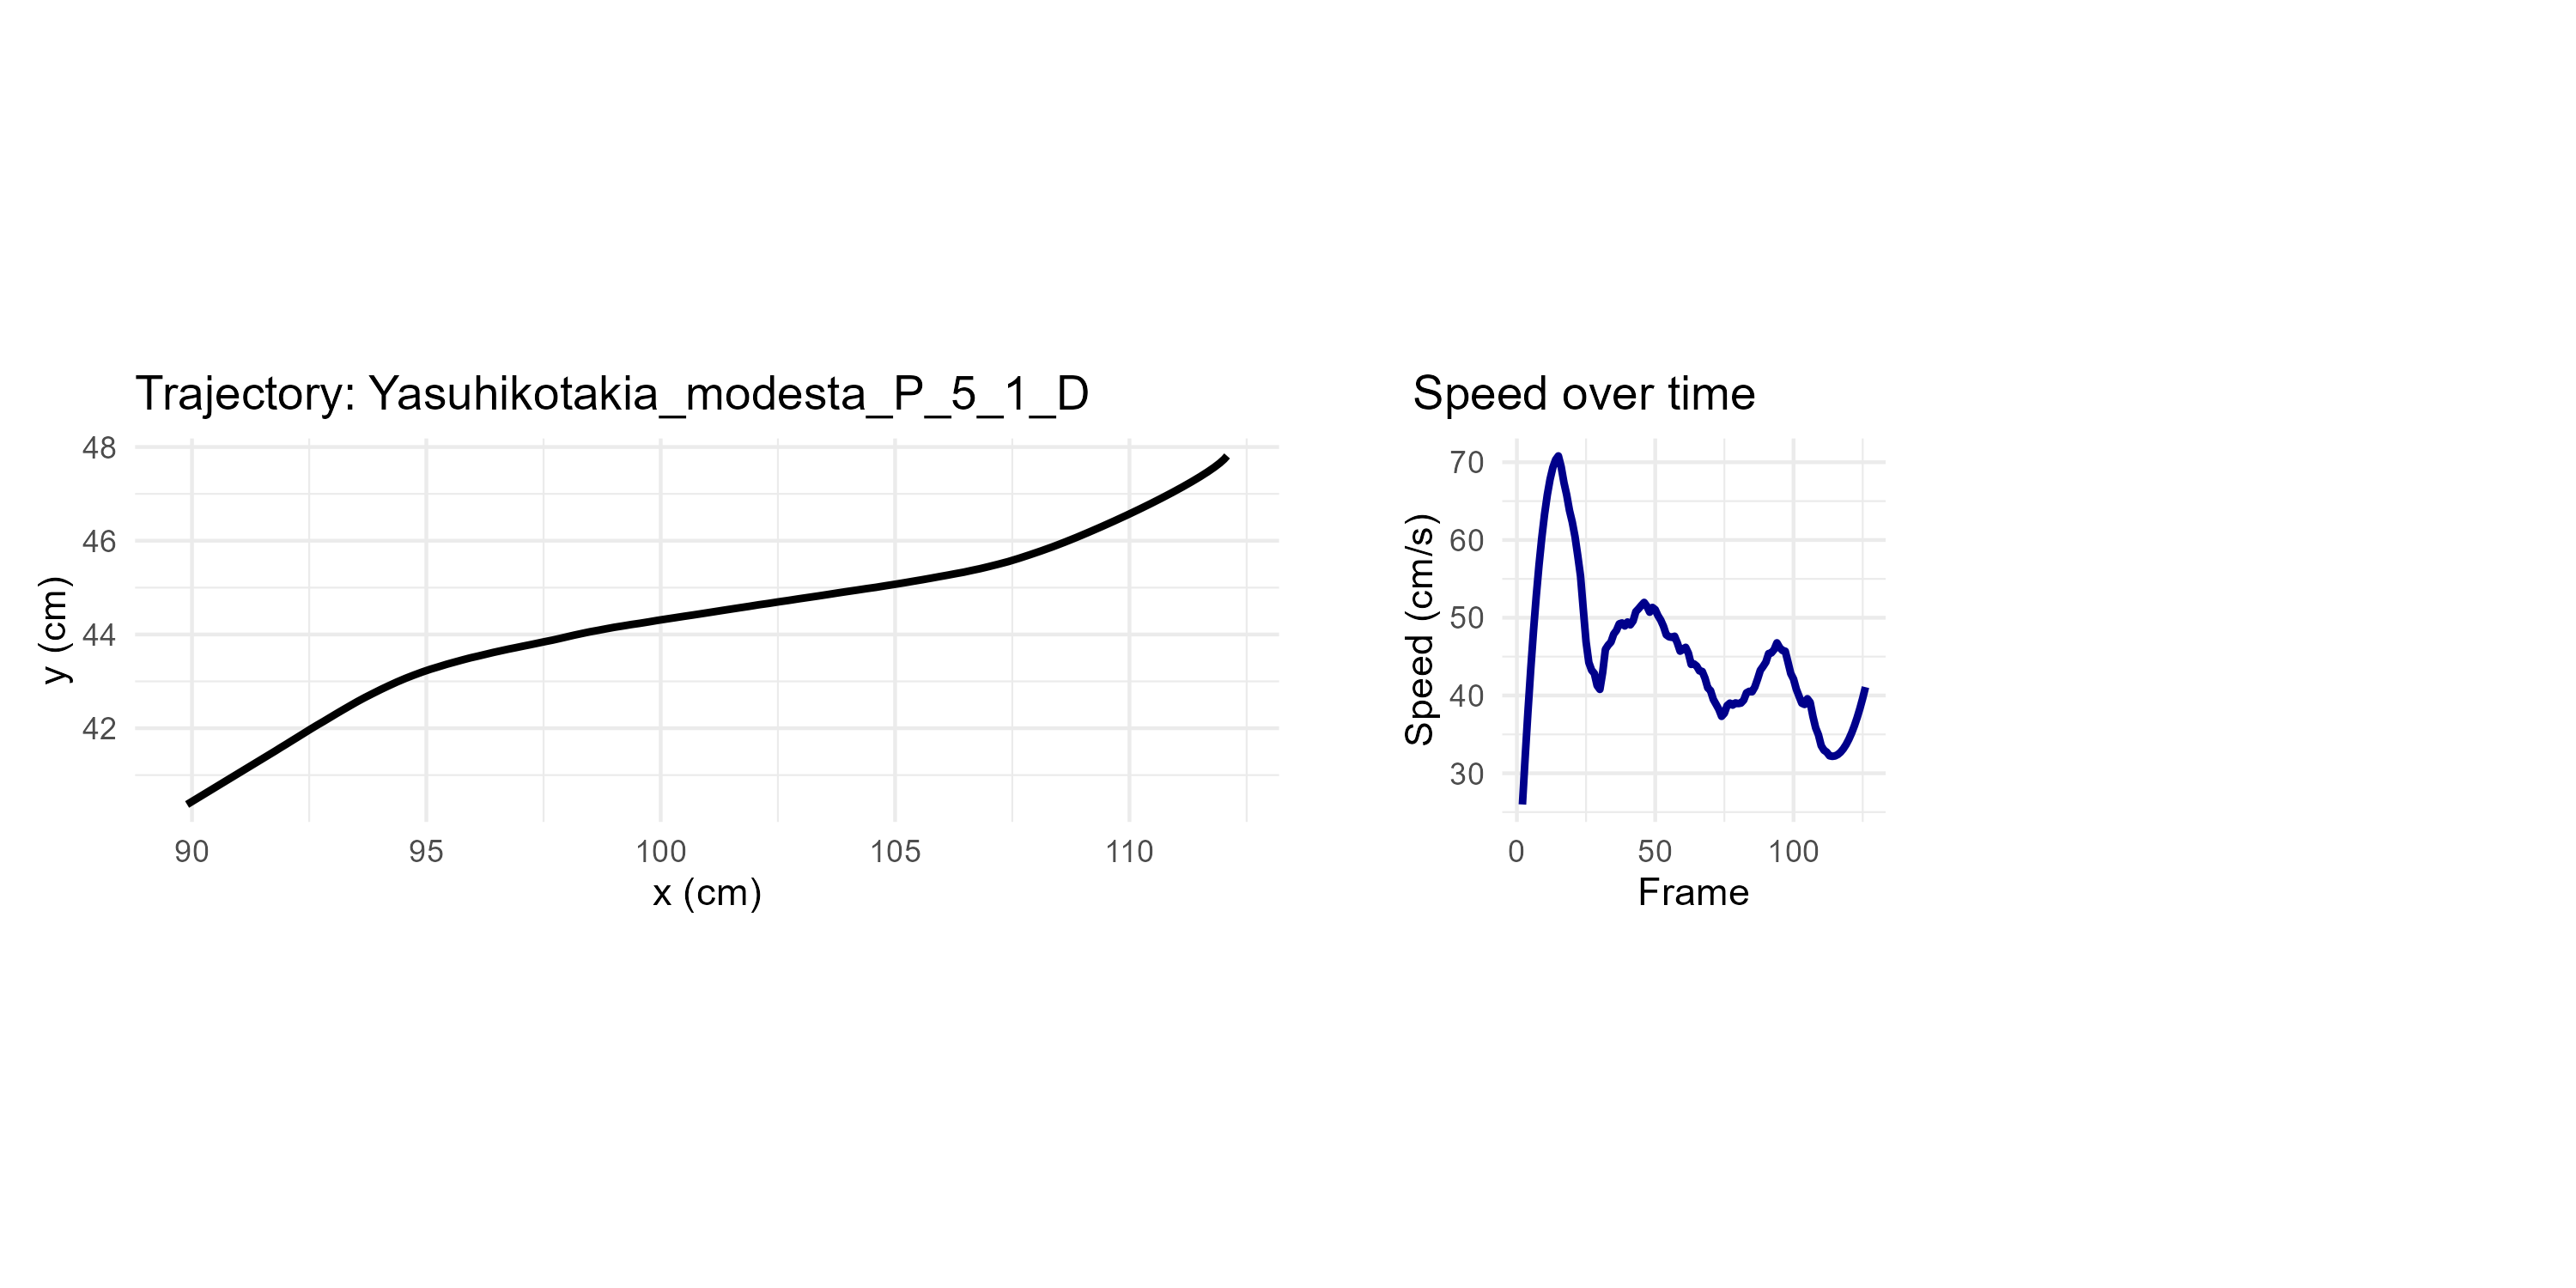 Trajectory: Yasuhikotakia_modesta_P_5_1_D
48
46
44
42
y (cm)
90 95 100 105 110
x (cm)
Speed over time
70
60
50
40
30
Speed (cm/s)
0 50 100
Frame